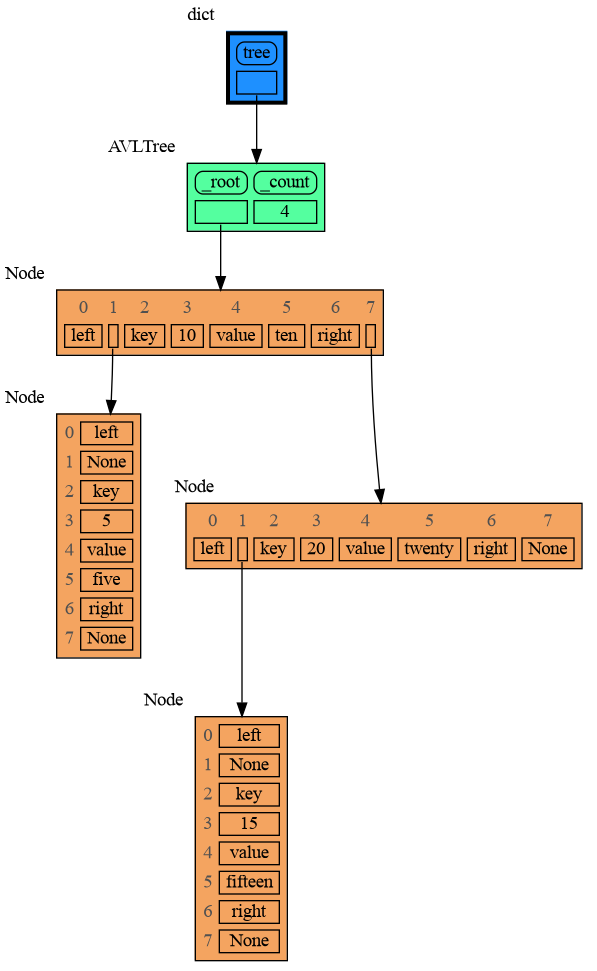 dict
tree
AVLTree
_root _count
4
Node
0 1 2 3 4 5 6 7
left key 10 value ten right
Node
0 left
1 None
2 key
3 5
4 value
5 five
6 right
7 None
Node
0 1 2 3 4 5 6 7
left key 20 value twenty right None
Node
0 left
1 None
2 key
3 15
4 value
5 fifteen
6 right
7 None